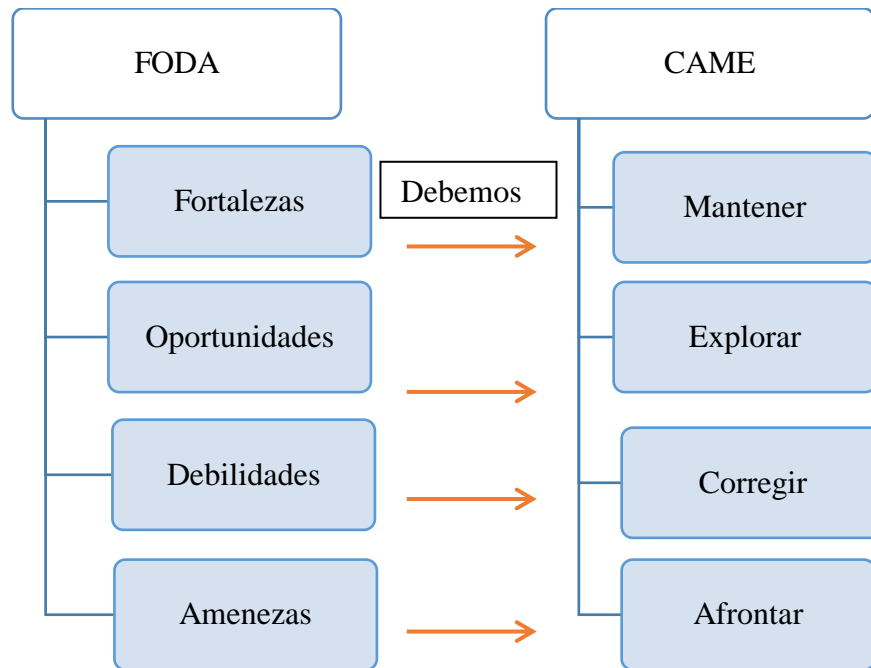 FODA
CAME
Fortalezas
Debemos
Mantener
Oportunidades
Explorar
Debilidades
Corregir
Amenezas
Afrontar